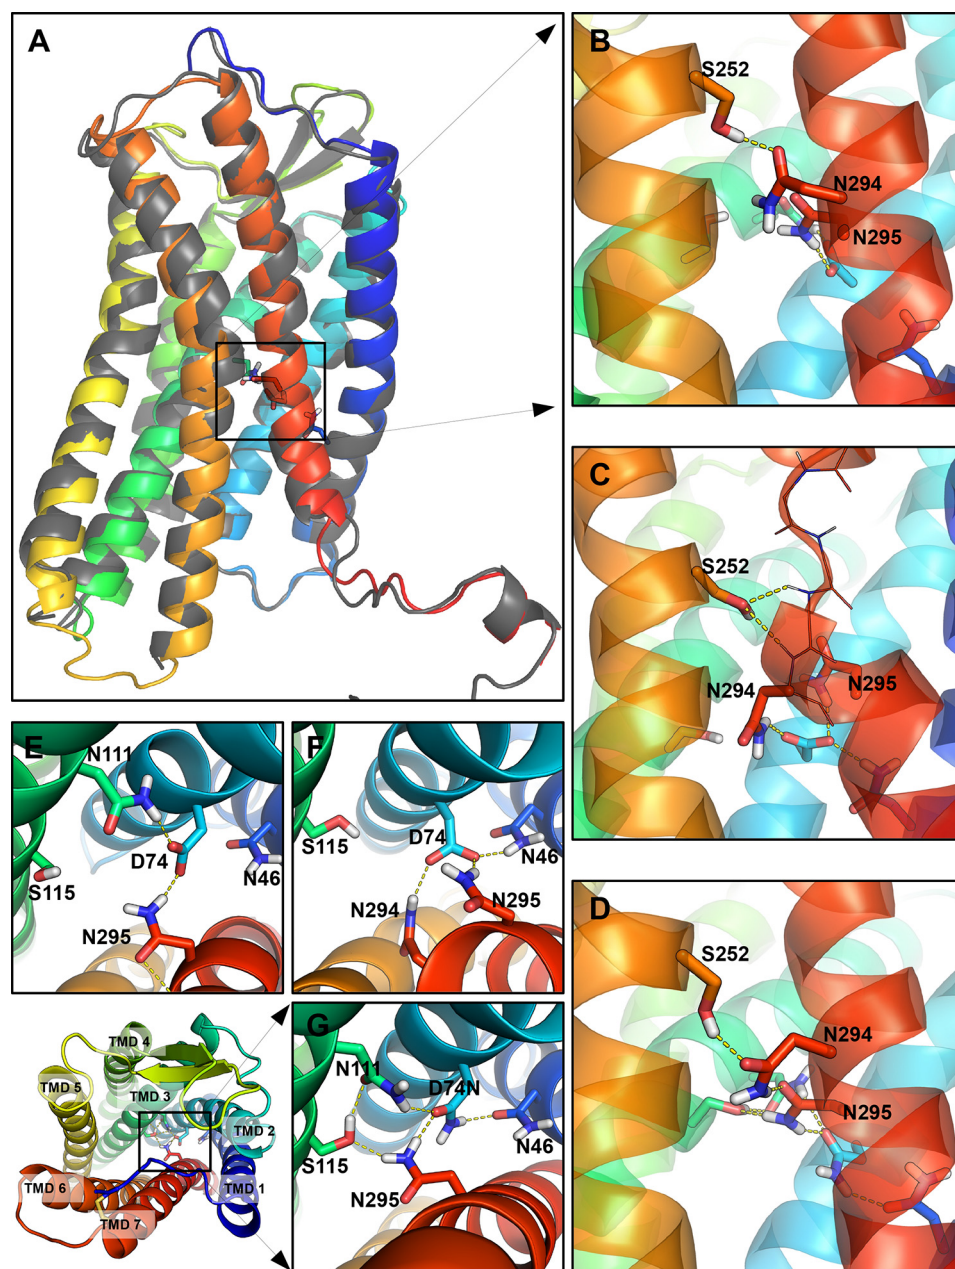 A
B
S252
N294
N295
C
S252
N294
N295
E
N111
D74
S115
N46
N295
F
S115
D74
N46
N294
N295
D
S252
N294
N295
TMD 4
TMD 5
TMD 3
TMD 2
TMD 6
TMD 1
TMD 7
G
N111
D74N
S115
N46
N295